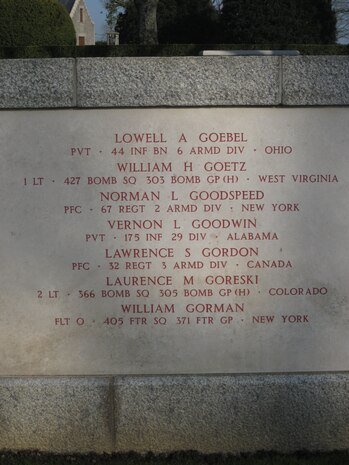 LOWELL A GOEBEL
PVT · 44 INF BN 6 ARMD DIV · OHIO
WILLIAM H GOETZ
1 LT · 427 BOMB SQ 303 BOMB GP (H) · WEST VIRGINIA
NORMAN L GOODSPEED
PFC · 67 REGT 2 ARMD DIV · NEW YORK
VERNON L GOODWIN
PVT · 175 INF 29 DIV · ALABAMA
LAWRENCE S GORDON
PFC · 32 REGT 3 ARMD DIV · CANADA
LAURENCE M GORESKI
2 LT · 366 BOMB SQ 305 BOMB GP (H) · COLORADO
WILLIAM GORMAN
FLT O · 405 FTR SQ 371 FTR GP · NEW YORK